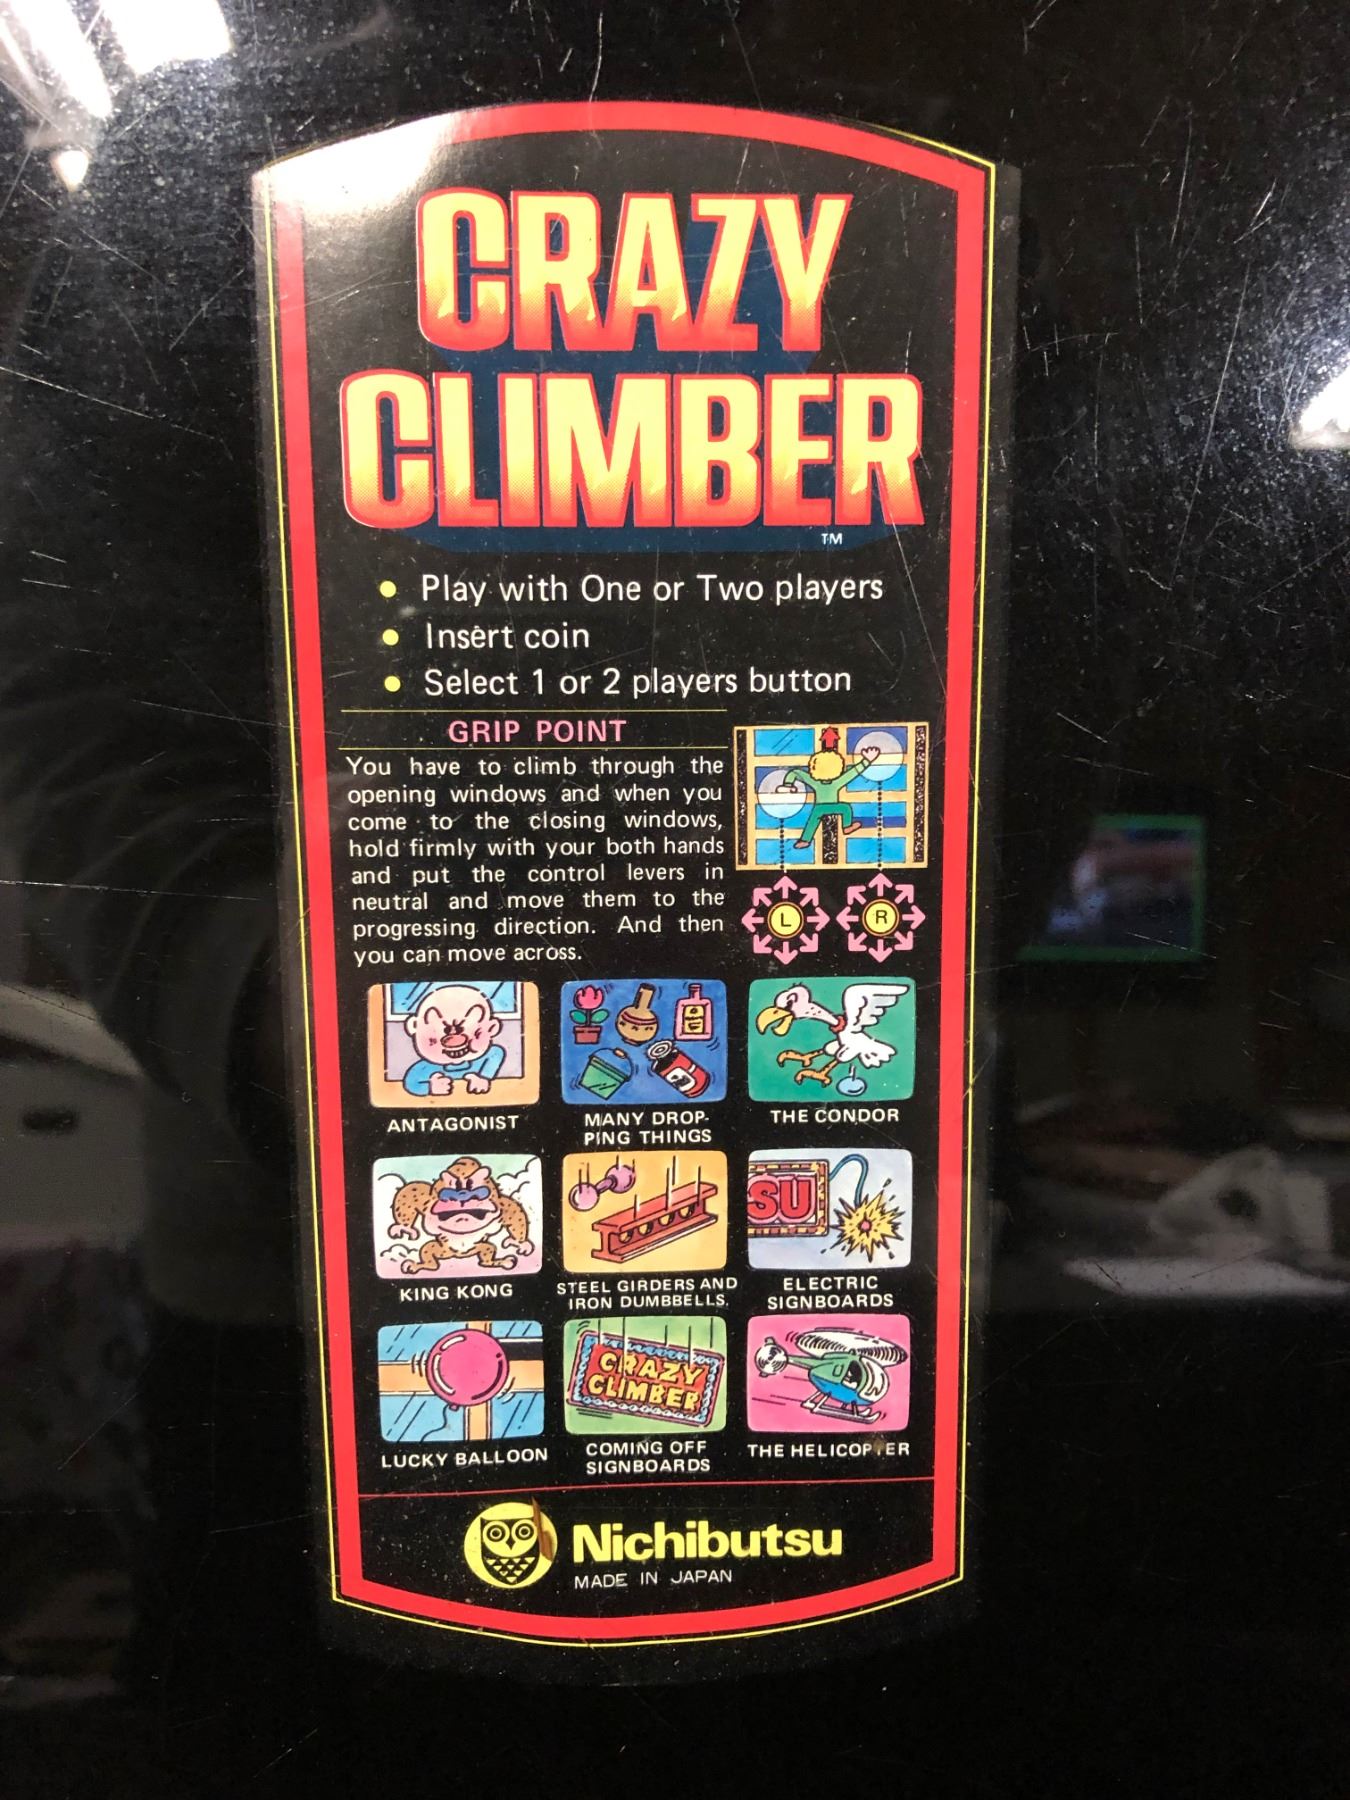 CRAZY
CLIMBER
TM
• Play with One or Two players
• Insert coin
• Select 1 or 2 players button
GRIP POINT
You have to climb through the
opening windows and when you
come to the closing windows,
hold firmly with your both hands
and put the control levers in
neutral and move them to the
progressing direction. And then
you can move across.
L R
ANTAGONIST
MANY DROP-
PING THINGS
THE CONDOR
SU
KING KONG
STEEL GIRDERS AND
IRON DUMBBELLS.
ELECTRIC
SIGNBOARDS
CRAZY
CLIMBER
LUCKY BALLOON
COMING OFF
SIGNBOARDS
THE HELICOPTER
Nichibutsu
MADE IN JAPAN